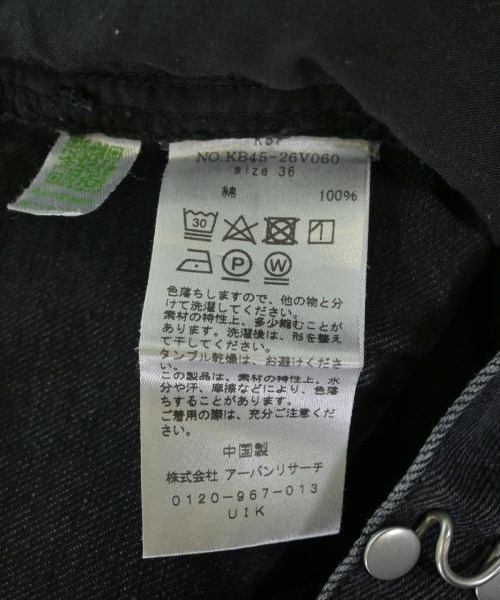 KBF
NO.KB45-26V060
size 36
綿 100%
30
P W
色落ちしますので、他の物と分
けて洗濯してください。
素材の特性上、多少縮むことが
あります。洗濯後は、形を整え
て干してください。
タンブル乾燥は、お避けくださ
い。
この製品は、素材の特性上、水
分や汗、摩擦などにより、色落
ちすることがあります。
ご着用の際は、充分ご注意くだ
さい。
中国製
株式会社 アーバンリサーチ
0120-967-013
UIK